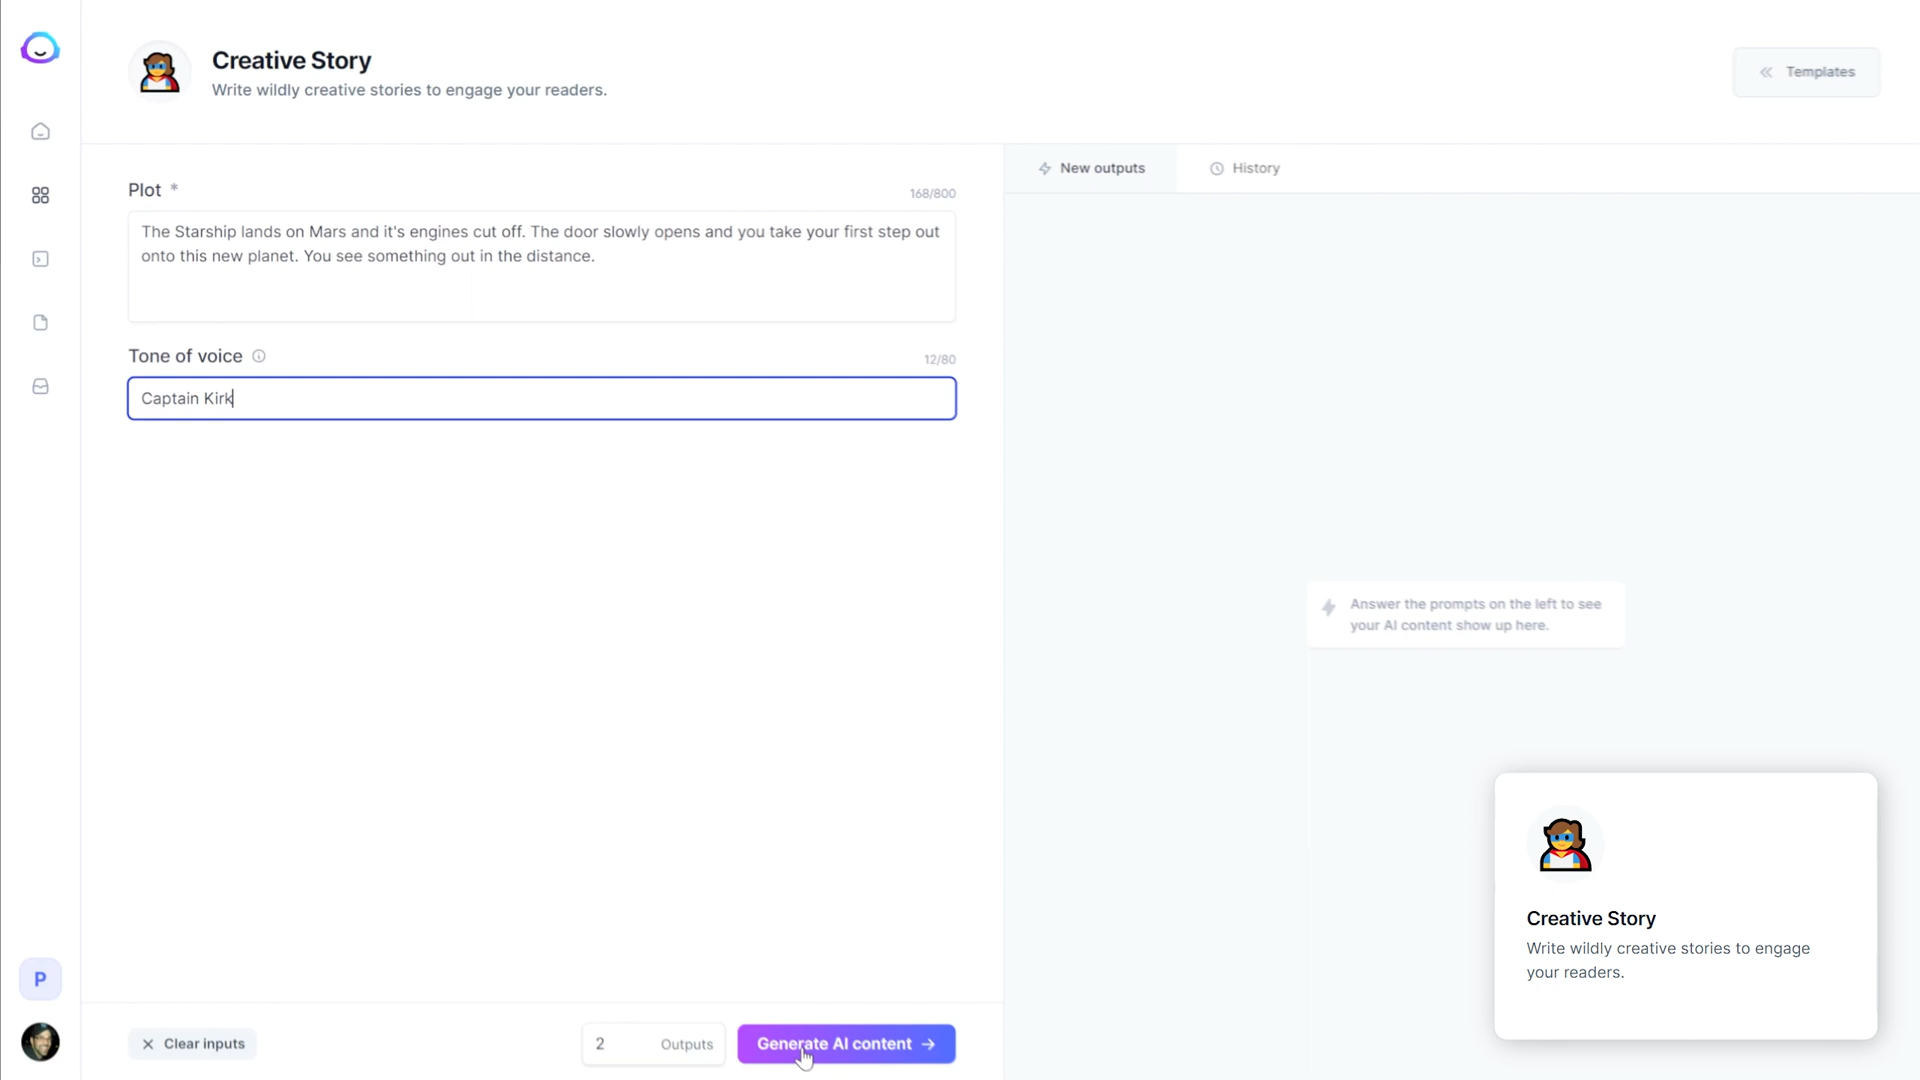 Creative Story
Write wildly creative stories to engage your readers.
Templates
Plot *
168/800
The Starship lands on Mars and it's engines cut off. The door slowly opens and you take your first step out
onto this new planet. You see something out in the distance.
Tone of voice
12/80
Captain Kirk
New outputs
History
Answer the prompts on the left to see
your AI content show up here.
Creative Story
Write wildly creative stories to engage
your readers.
P
Clear inputs
2 Outputs
Generate AI content